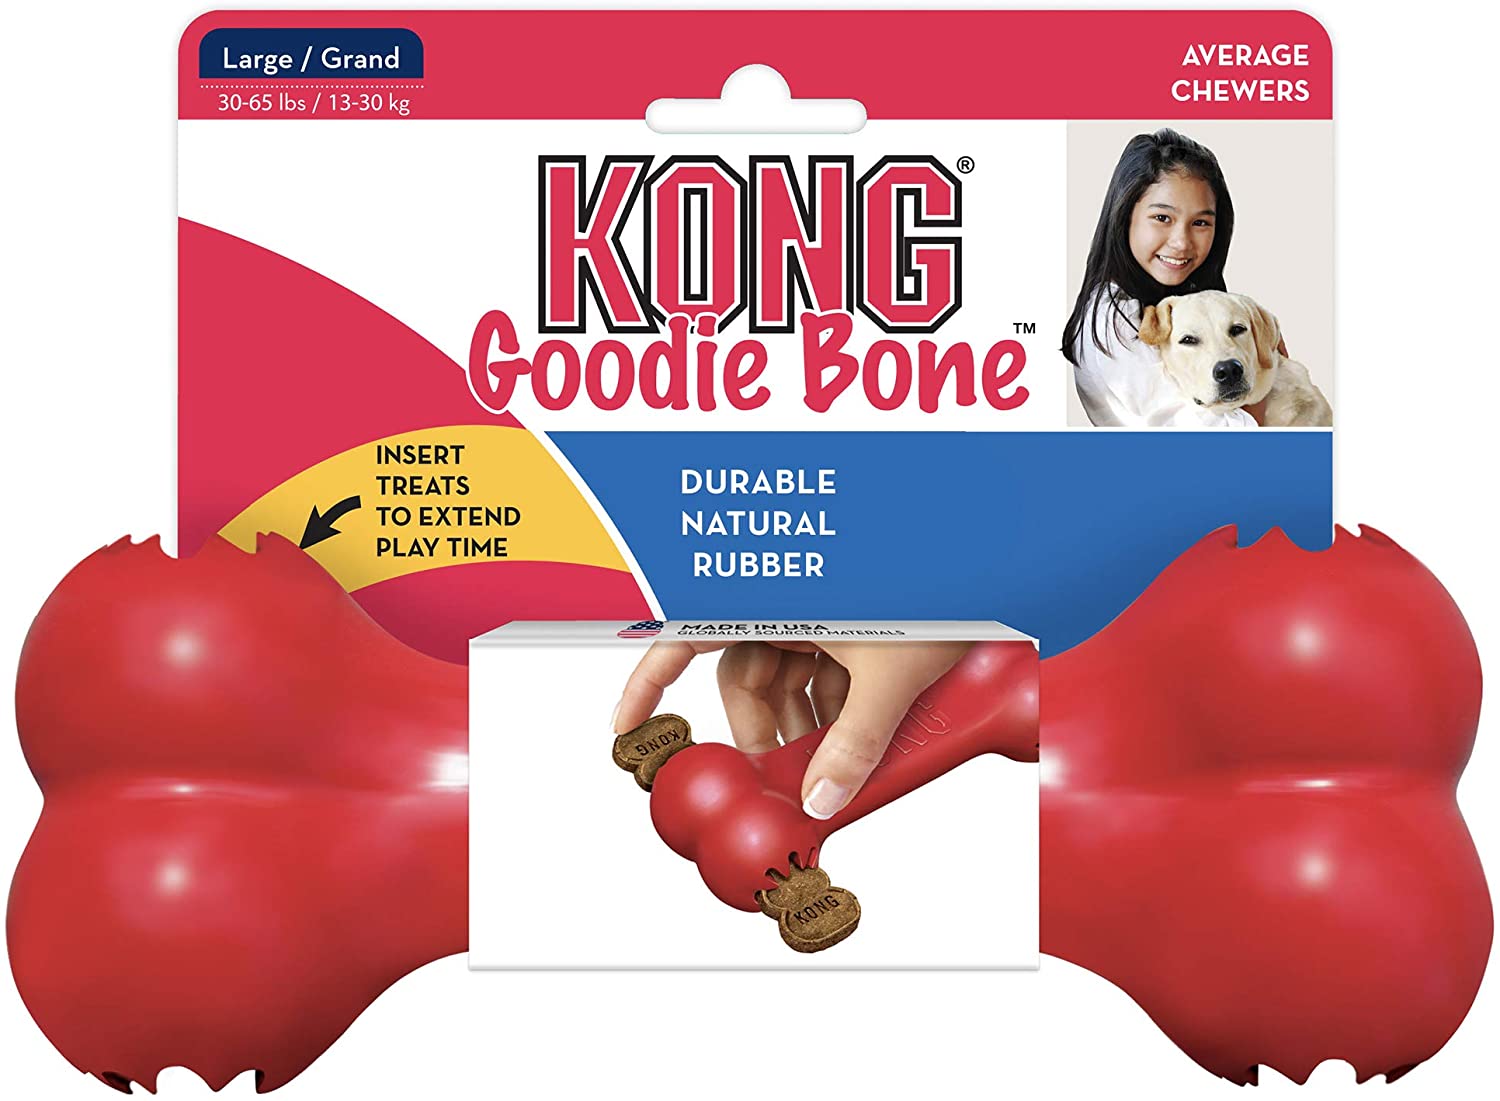 Large / Grand
30-65 lbs / 13-30 kg
AVERAGE
CHEWERS
KONG®
Goodie Bone™
INSERT
TREATS
TO EXTEND
PLAY TIME
DURABLE
NATURAL
RUBBER
MADE IN USA
GLOBALLY SOURCED MATERIALS
KONG
KONG
KONG